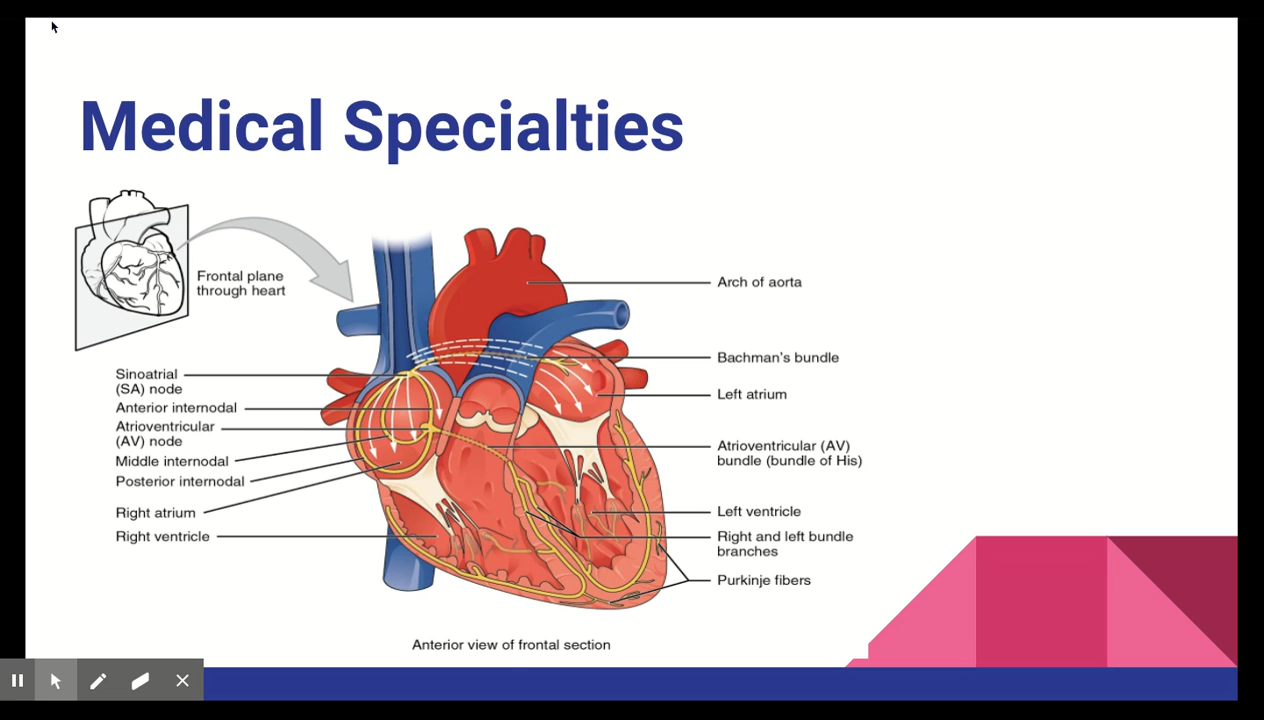 Medical Specialties
Frontal plane
through heart
Arch of aorta
Bachman's bundle
Left atrium
Atrioventricular (AV)
bundle (bundle of His)
Left ventricle
Right and left bundle
branches
Purkinje fibers
Sinoatrial
(SA) node
Anterior internodal
Atrioventricular
(AV) node
Middle internodal
Posterior internodal
Right atrium
Right ventricle
Anterior view of frontal section